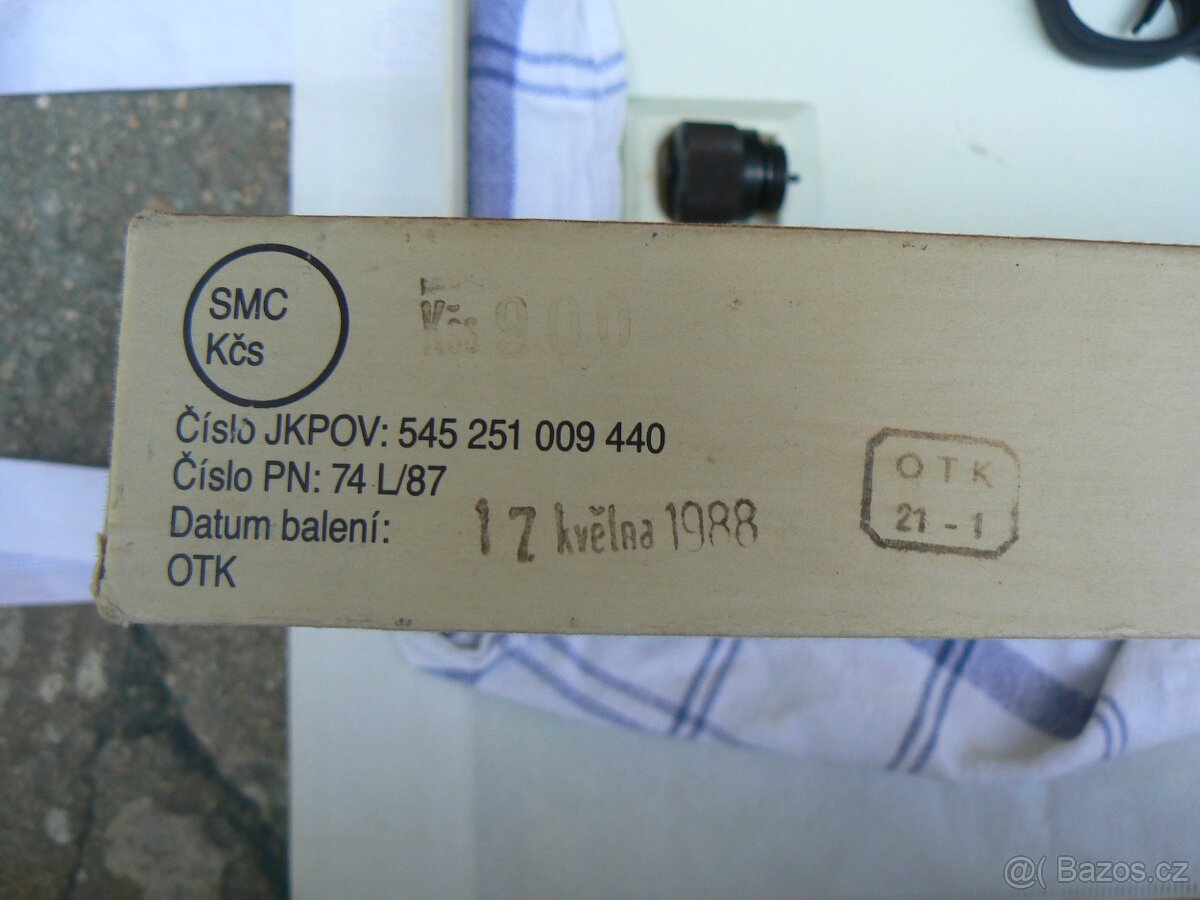 SMC
Kčs
Kčs 900
Číslo JKPOV: 545 251 009 440
Číslo PN: 74 L/87
Datum balení: 17 května 1988
OTK
OTK
21-1
@( Bazos.cz